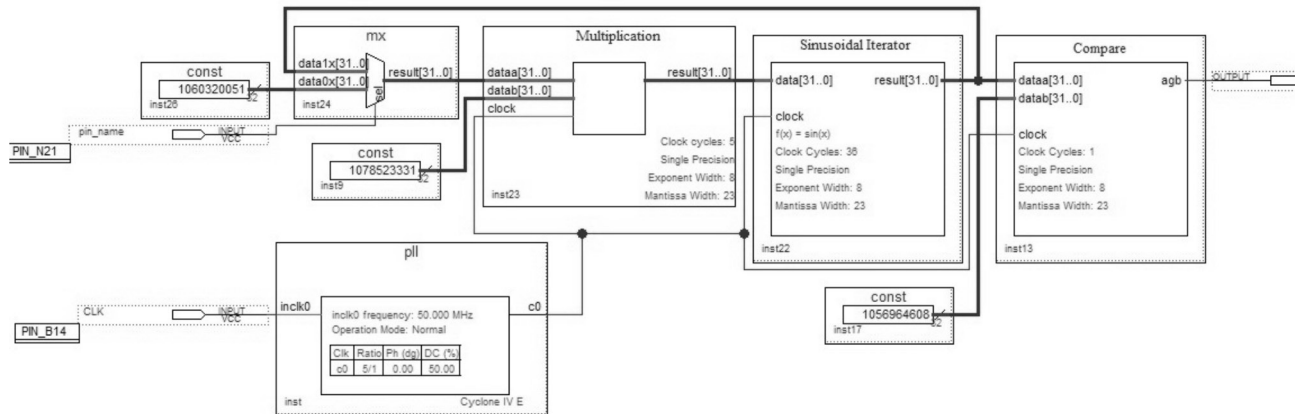 mx
data1x[31..0]
data0x[31..0]
result[31..0]
sel
inst24
const
1060320051
32
inst26
pin_name
INPUT
VCC
PIN_N21
Multiplication
dataa[31..0]
datab[31..0]
clock
result[31..0]
Clock cycles: 5
Single Precision
Exponent Width: 8
Mantissa Width: 23
inst23
const
1078523331
32
inst9
Sinusoidal Iterator
data[31..0]
result[31..0]
clock
f(x) = sin(x)
Clock Cycles: 36
Single Precision
Exponent Width: 8
Mantissa Width: 23
inst22
Compare
dataa[31..0]
datab[31..0]
agb
clock
Clock Cycles: 1
Single Precision
Exponent Width: 8
Mantissa Width: 23
inst13
OUTPUT
const
1056964608
32
inst17
pll
inclk0
c0
inclk0 frequency: 50.000 MHz
Operation Mode: Normal
Clk Ratio Ph (dg) DC (%)
c0 5/1 0.00 50.00
inst
Cyclone IV E
CLK
INPUT
VCC
PIN_B14